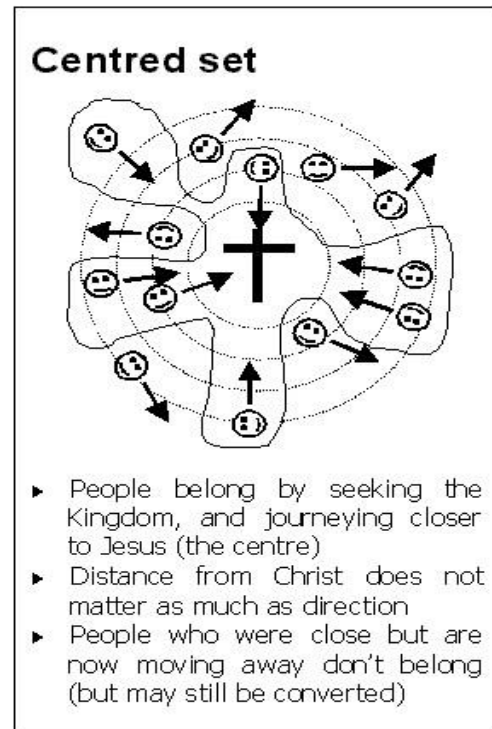 Centred set
▸ People belong by seeking the
Kingdom, and journeying closer
to Jesus (the centre)
▸ Distance from Christ does not
matter as much as direction
▸ People who were close but are
now moving away don't belong
(but may still be converted)